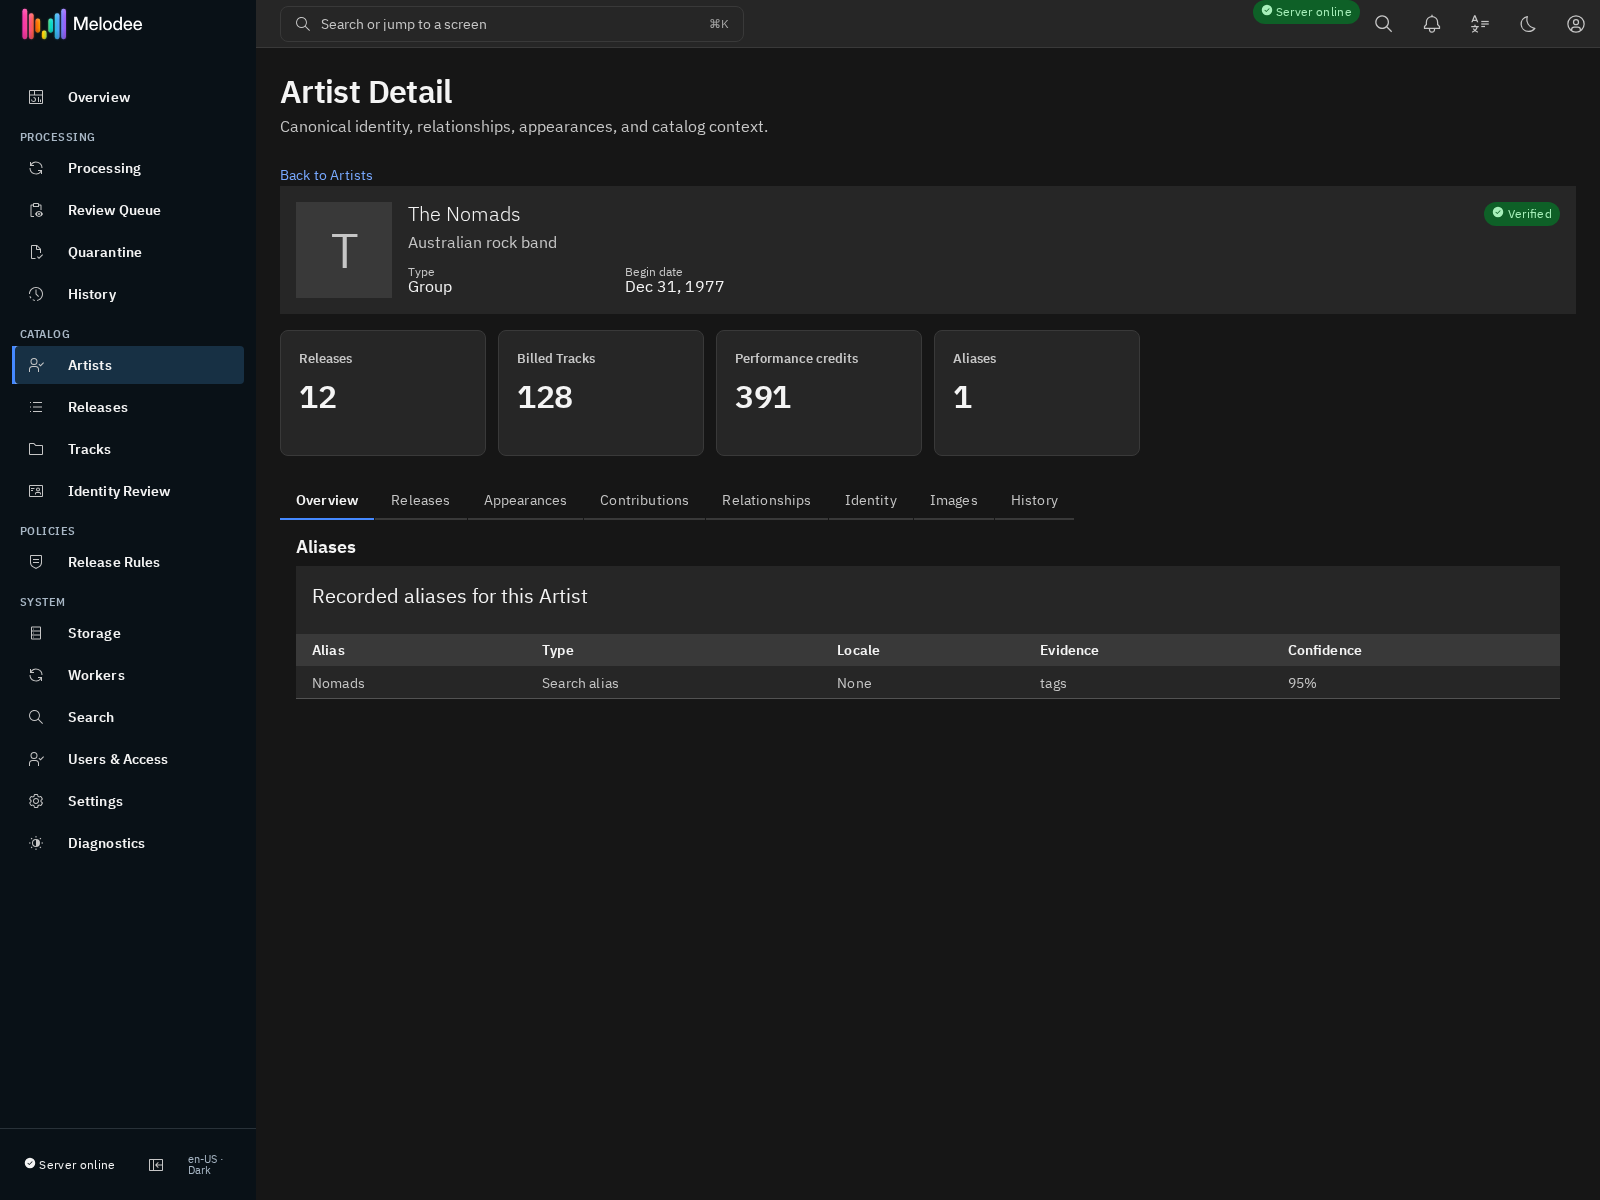 Melodee
Search or jump to a screen ⌘K
Server online
Overview
PROCESSING
Processing
Review Queue
Quarantine
History
CATALOG
Artists
Releases
Tracks
Identity Review
POLICIES
Release Rules
SYSTEM
Storage
Workers
Search
Users & Access
Settings
Diagnostics
Server online
en-US ·
Dark
Artist Detail
Canonical identity, relationships, appearances, and catalog context.
Back to Artists
T
The Nomads
Verified
Australian rock band
Type Begin date
Group Dec 31, 1977
Releases Billed Tracks Performance credits Aliases
12 128 391 1
Overview Releases Appearances Contributions Relationships Identity Images History
Aliases
Recorded aliases for this Artist
Alias Type Locale Evidence Confidence
Nomads Search alias None tags 95%